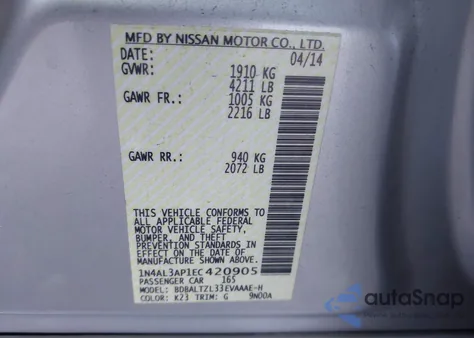 MFD BY NISSAN MOTOR CO., LTD.
DATE: 04/14
GVWR: 1910 KG
4211 LB
GAWR FR.: 1005 KG
2216 LB
GAWR RR.: 940 KG
2072 LB
THIS VEHICLE CONFORMS TO
ALL APPLICABLE FEDERAL
MOTOR VEHICLE SAFETY,
BUMPER, AND THEFT
PREVENTION STANDARDS IN
EFFECT ON THE DATE OF
MANUFACTURE SHOWN ABOVE
1N4AL3AP1EC420905
PASSENGER CAR 165
MODEL: BDBALTZL33EVAAAE-H
COLOR: K23 TRIM: G 9N00A
autoSnap